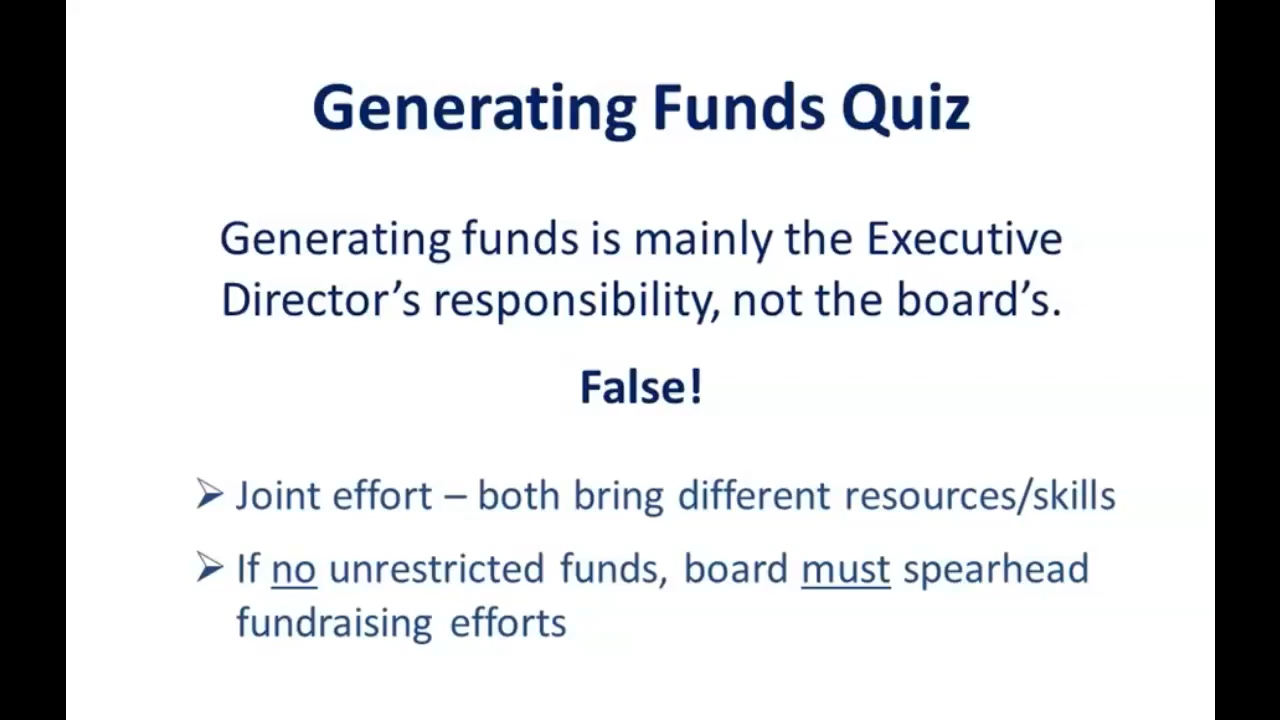 Generating Funds Quiz
Generating funds is mainly the Executive
Director’s responsibility, not the board’s.
False!
➢ Joint effort – both bring different resources/skills
➢ If no unrestricted funds, board must spearhead
fundraising efforts